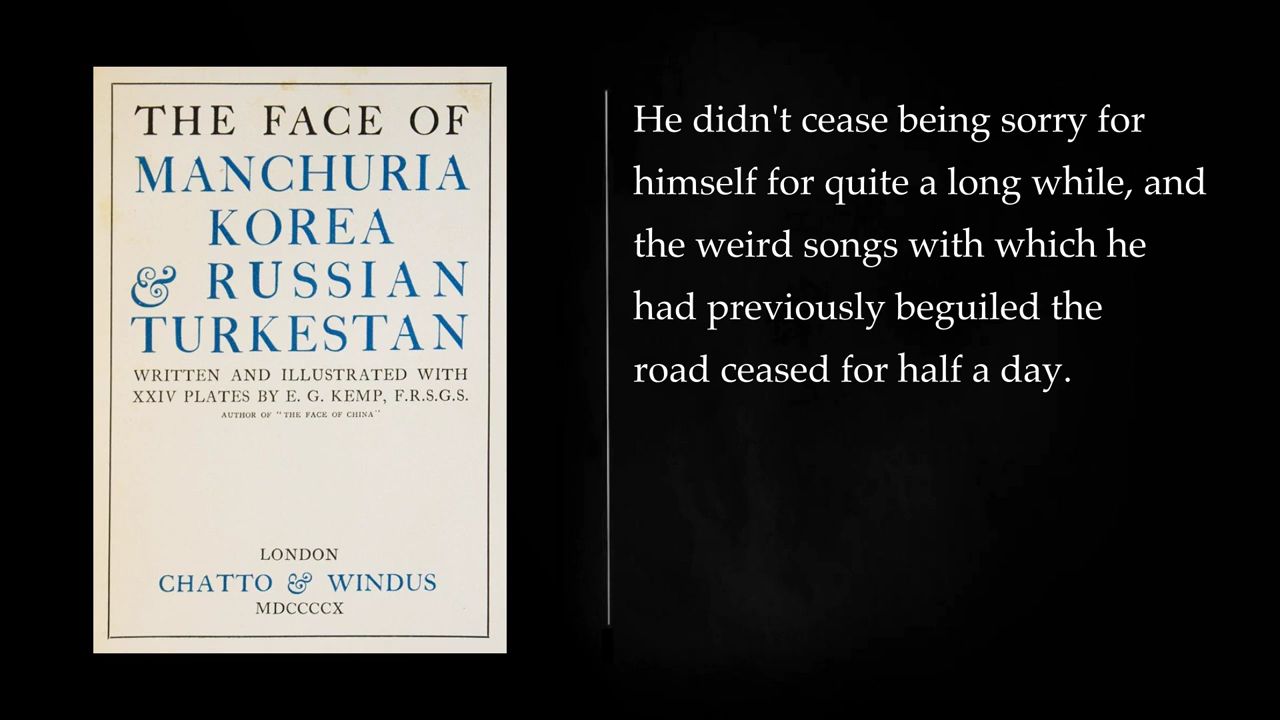 THE FACE OF
MANCHURIA
KOREA
& RUSSIAN
TURKESTAN
WRITTEN AND ILLUSTRATED WITH
XXIV PLATES BY E. G. KEMP, F.R.S.G.S.
AUTHOR OF "THE FACE OF CHINA"
LONDON
CHATTO & WINDUS
MDCCCCX
He didn't cease being sorry for
himself for quite a long while, and
the weird songs with which he
had previously beguiled the
road ceased for half a day.